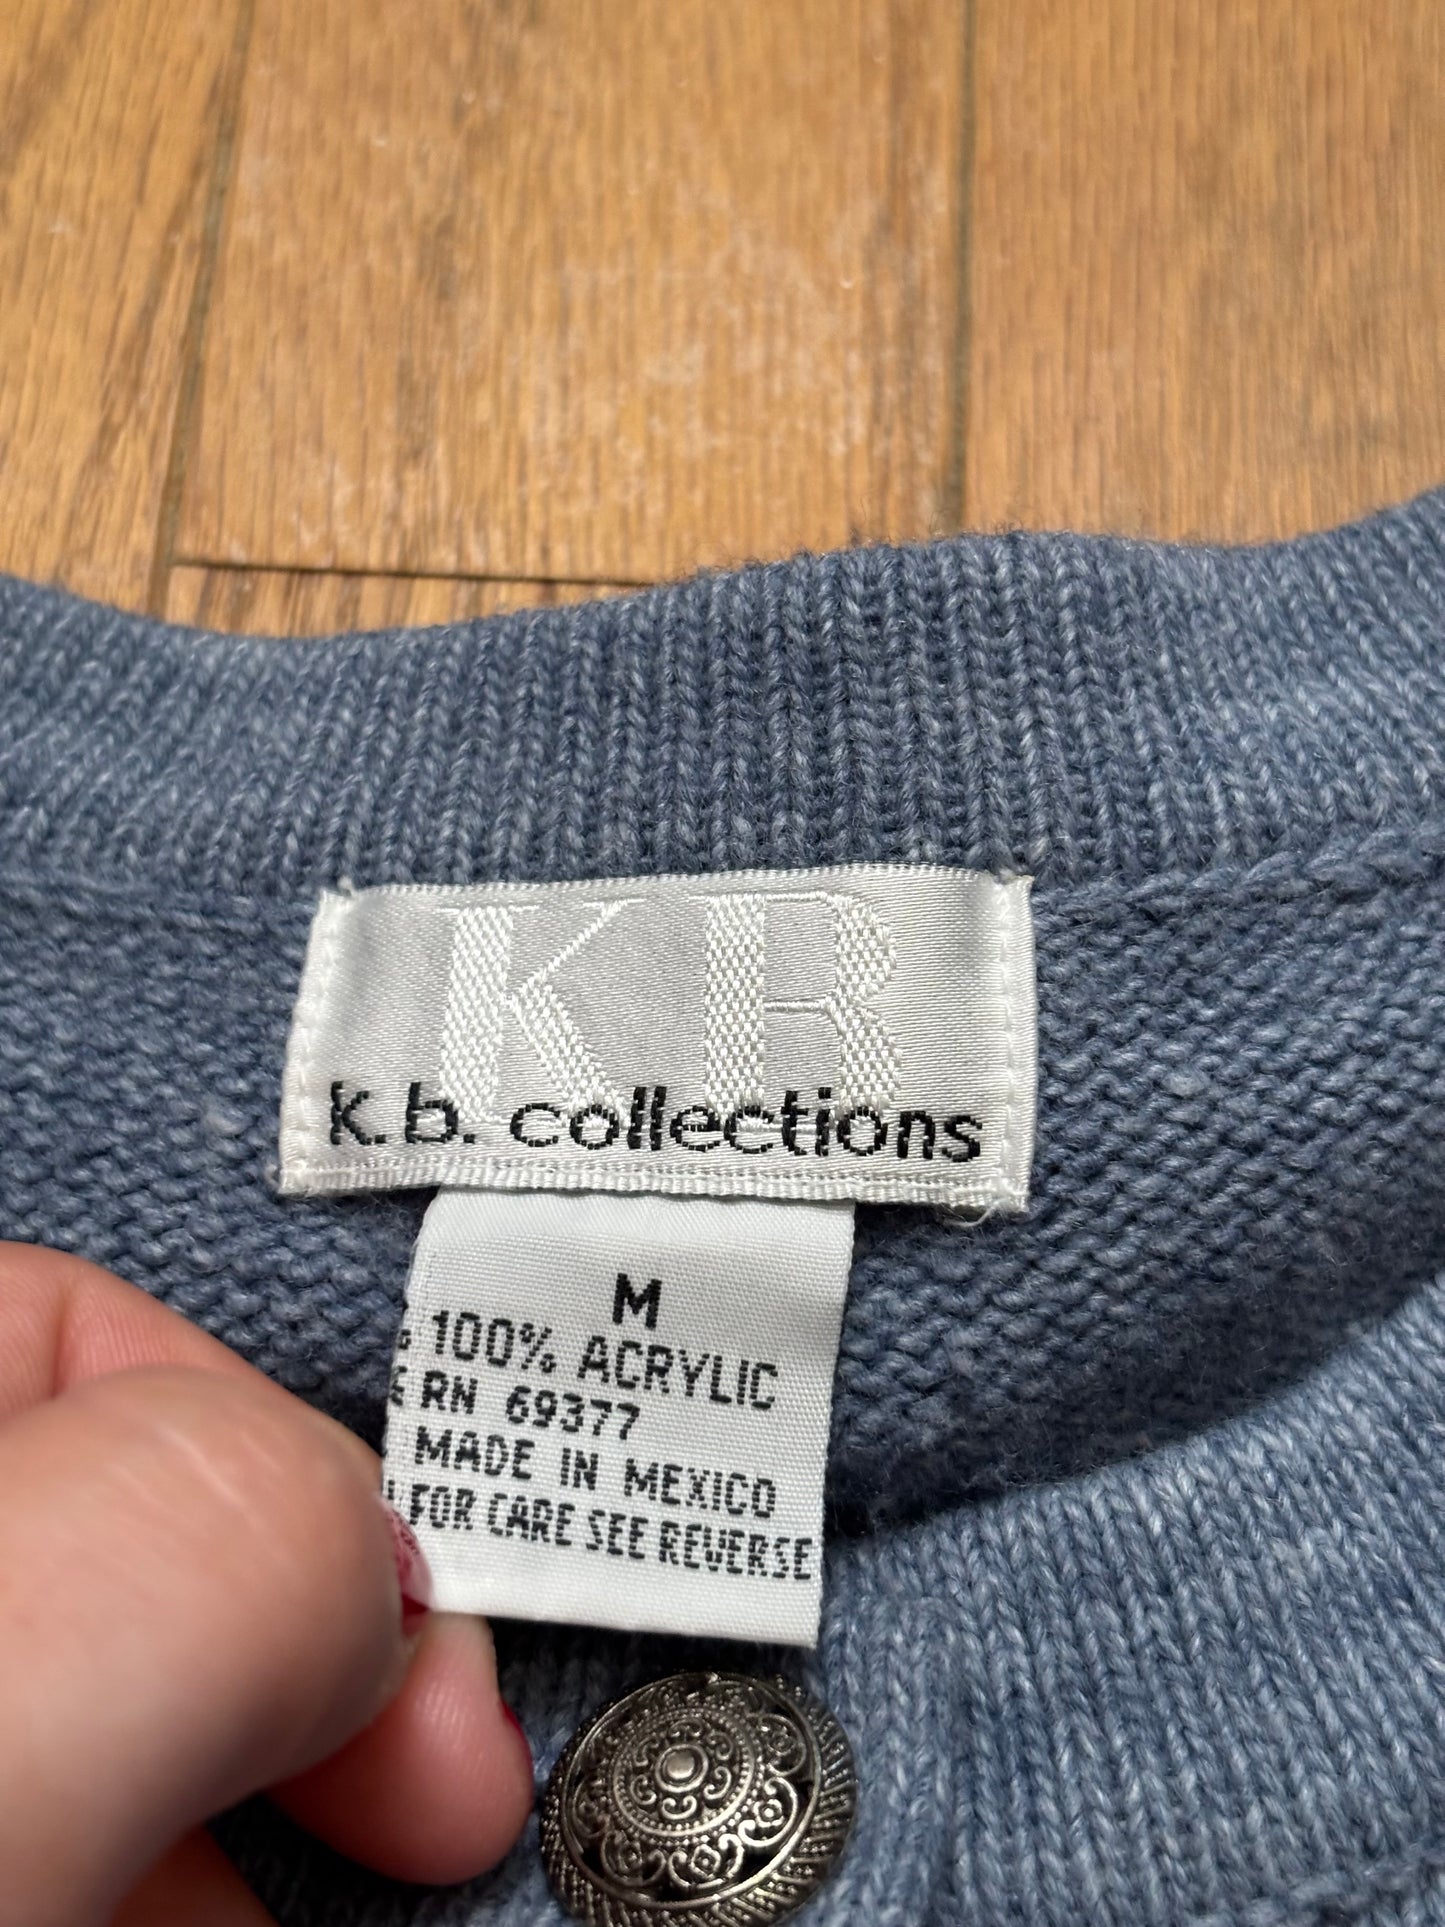 KB
k.b. collections
M
100% ACRYLIC
RN 69377
MADE IN MEXICO
FOR CARE SEE REVERSE